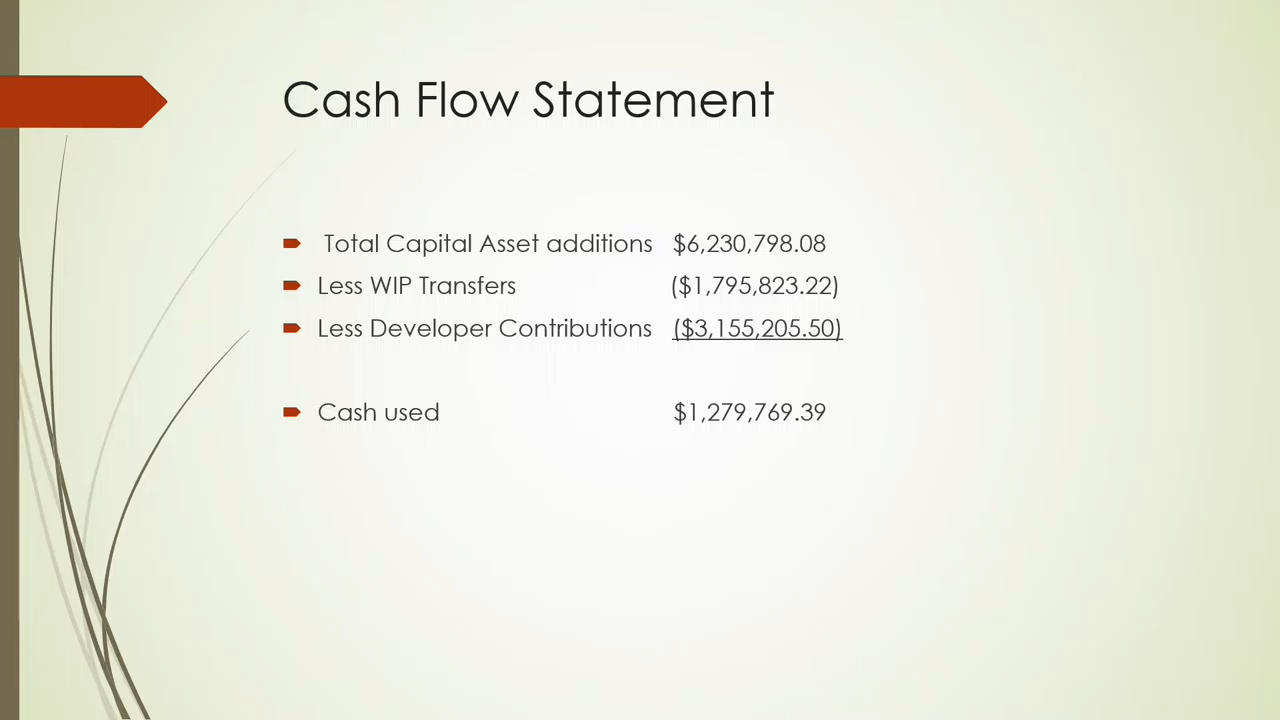 Cash Flow Statement
Total Capital Asset additions $6,230,798.08
Less WIP Transfers ($1,795,823.22)
Less Developer Contributions ($3,155,205.50)
Cash used $1,279,769.39